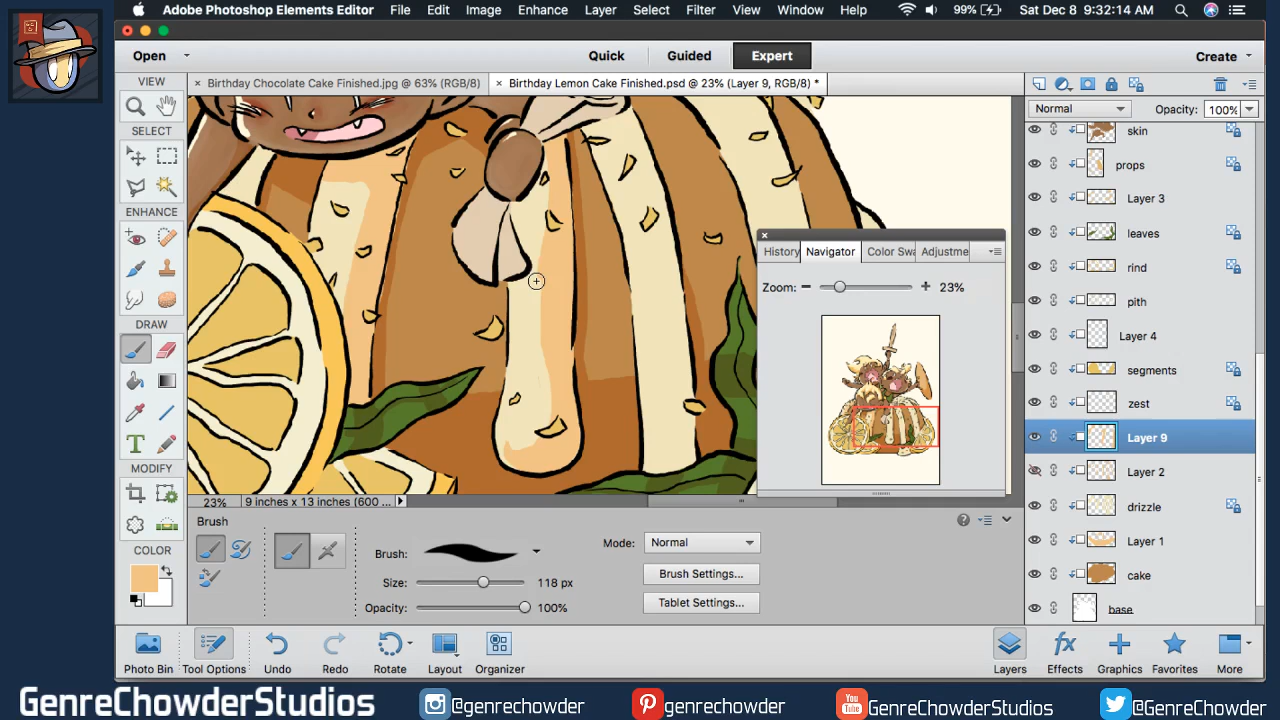 Adobe Photoshop Elements Editor File Edit Image Enhance Layer Select Filter View Window Help 99% Sat Dec 8 9:32:14 AM
Open Quick Guided Expert Create
VIEW
× Birthday Chocolate Cake Finished.jpg @ 63% (RGB/8) × Birthday Lemon Cake Finished.psd @ 23% (Layer 9, RGB/8) *
Normal Opacity: 100%
SELECT
ENHANCE
DRAW
T
MODIFY
COLOR
History Navigator Color Swa Adjustme
Zoom: 23%
skin
props
Layer 3
leaves
rind
pith
Layer 4
segments
zest
Layer 9
Layer 2
drizzle
Layer 1
cake
base
23% 9 inches x 13 inches (600 ...
Brush
Brush: Mode: Normal
Size: 118 px Brush Settings...
Opacity: 100% Tablet Settings...
Photo Bin Tool Options Undo Redo Rotate Layout Organizer Layers fx Effects Graphics Favorites More
GenreChowderStudios @genrechowder genrechowder You Tube GenreChowderStudios @GenreChowder